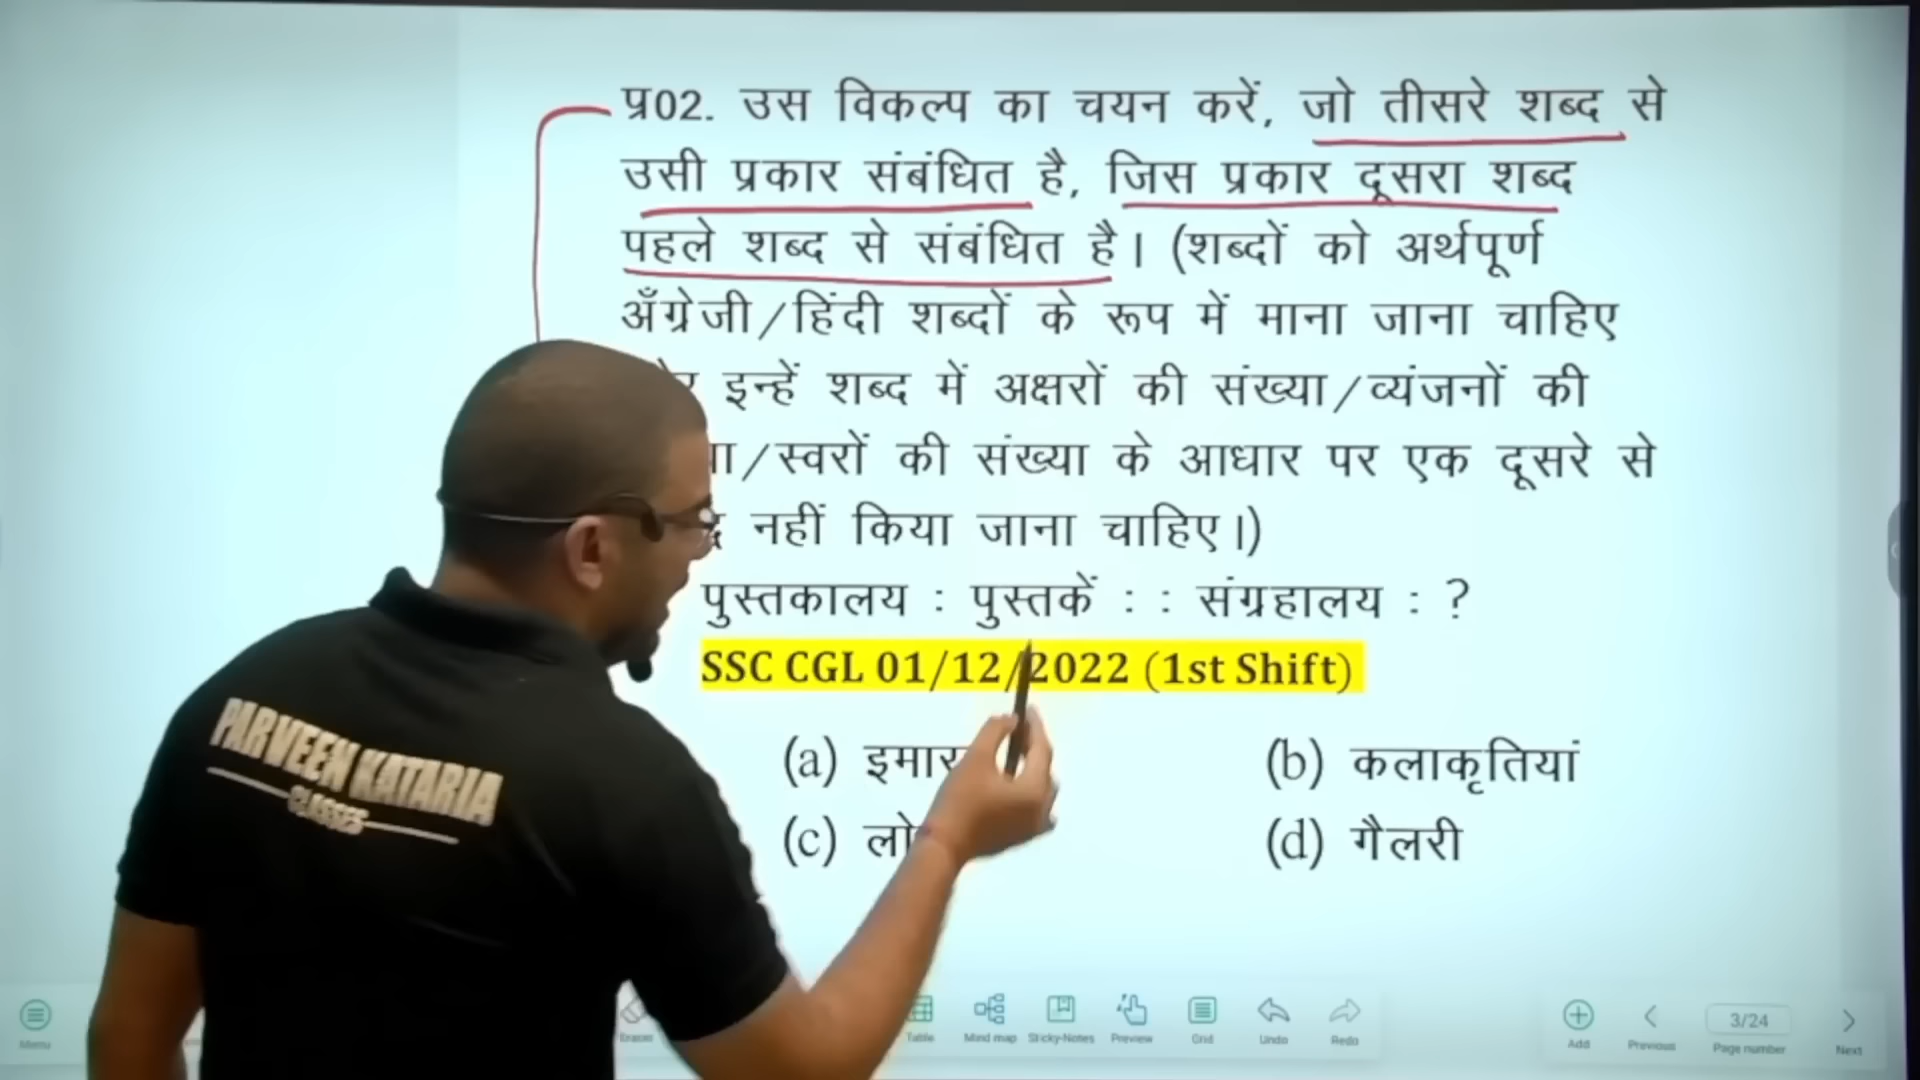 प्र02. उस विकल्प का चयन करें, जो तीसरे शब्द से
उसी प्रकार संबंधित है, जिस प्रकार दूसरा शब्द
पहले शब्द से संबंधित है। (शब्दों को अर्थपूर्ण
अँग्रेजी/हिंदी शब्दों के रूप में माना जाना चाहिए
इन्हें शब्द में अक्षरों की संख्या/व्यंजनों की
/स्वरों की संख्या के आधार पर एक दूसरे से
नहीं किया जाना चाहिए।)
पुस्तकालय : पुस्तकें : : संग्रहालय : ?
SSC CGL 01/12/2022 (1st Shift)
(a) (b) कलाकृतियां
(c) (d) गैलरी
PARVEEN KATARIA
CLASSES
Menu Eraser Table Mind map Sticky-Notes Preview Grid Undo Redo Add Previous 3/24 Page number Next